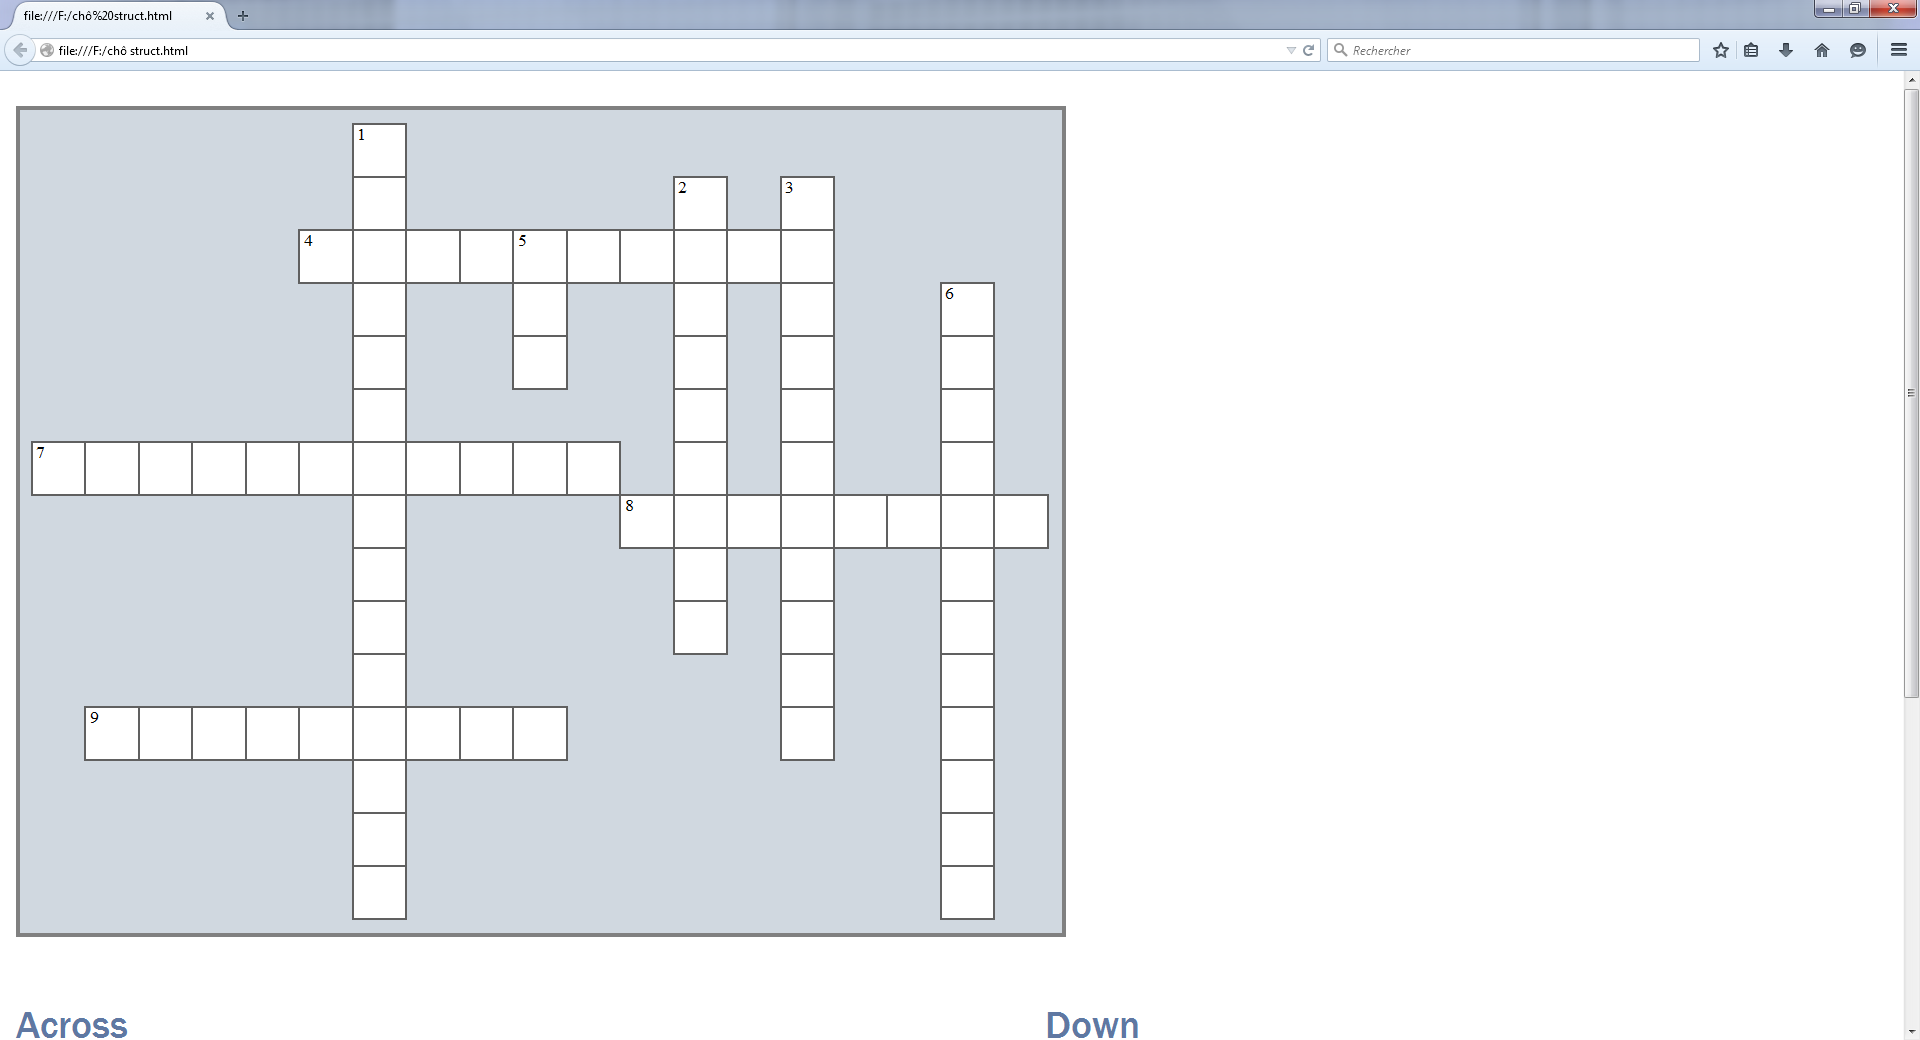 file:///F:/chô%20struct.html
file:///F:/chô struct.html
Rechercher
1
2
3
4
5
6
7
8
9
Across
Down